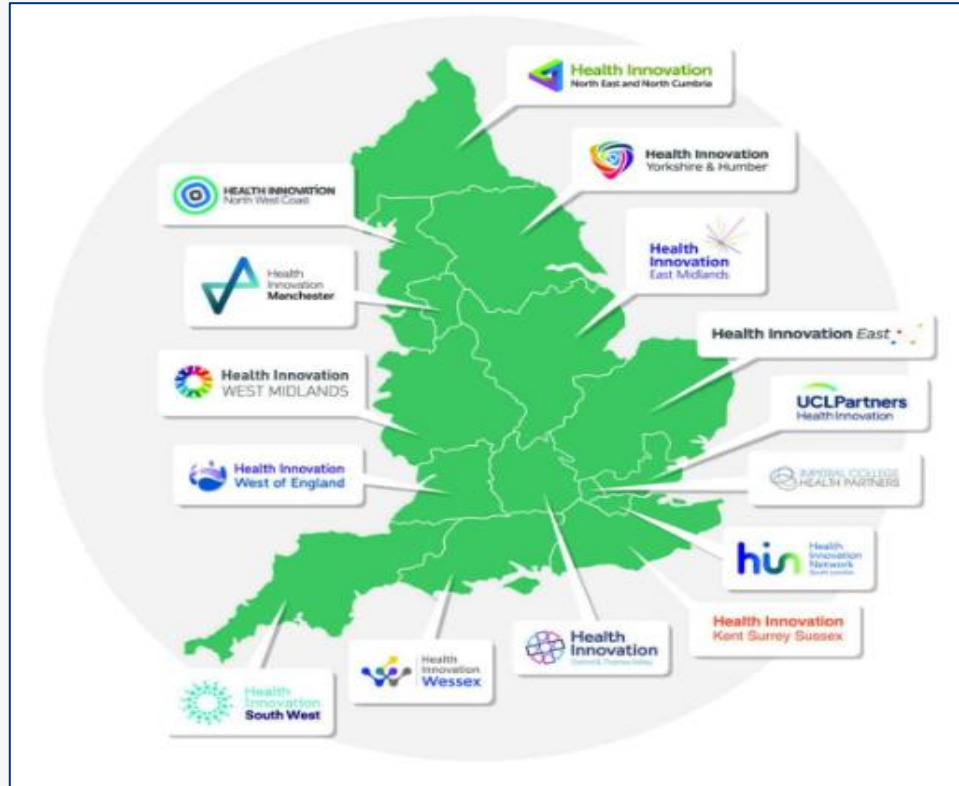 Health Innovation
North East and North Cumbria
Health Innovation
Yorkshire & Humber
HEALTH INNOVATION
North West Coast
Health
Innovation
East Midlands
Health
Innovation
Manchester
Health Innovation East
Health Innovation
WEST MIDLANDS
UCLPartners
Health Innovation
Health Innovation
West of England
IMPERIAL COLLEGE
HEALTH PARTNERS
hin
Health
Innovation
Network
South London
Health Innovation
Kent Surrey Sussex
Health
Innovation
Oxford & Thames Valley
Health
Innovation
Wessex
Health
Innovation
South West